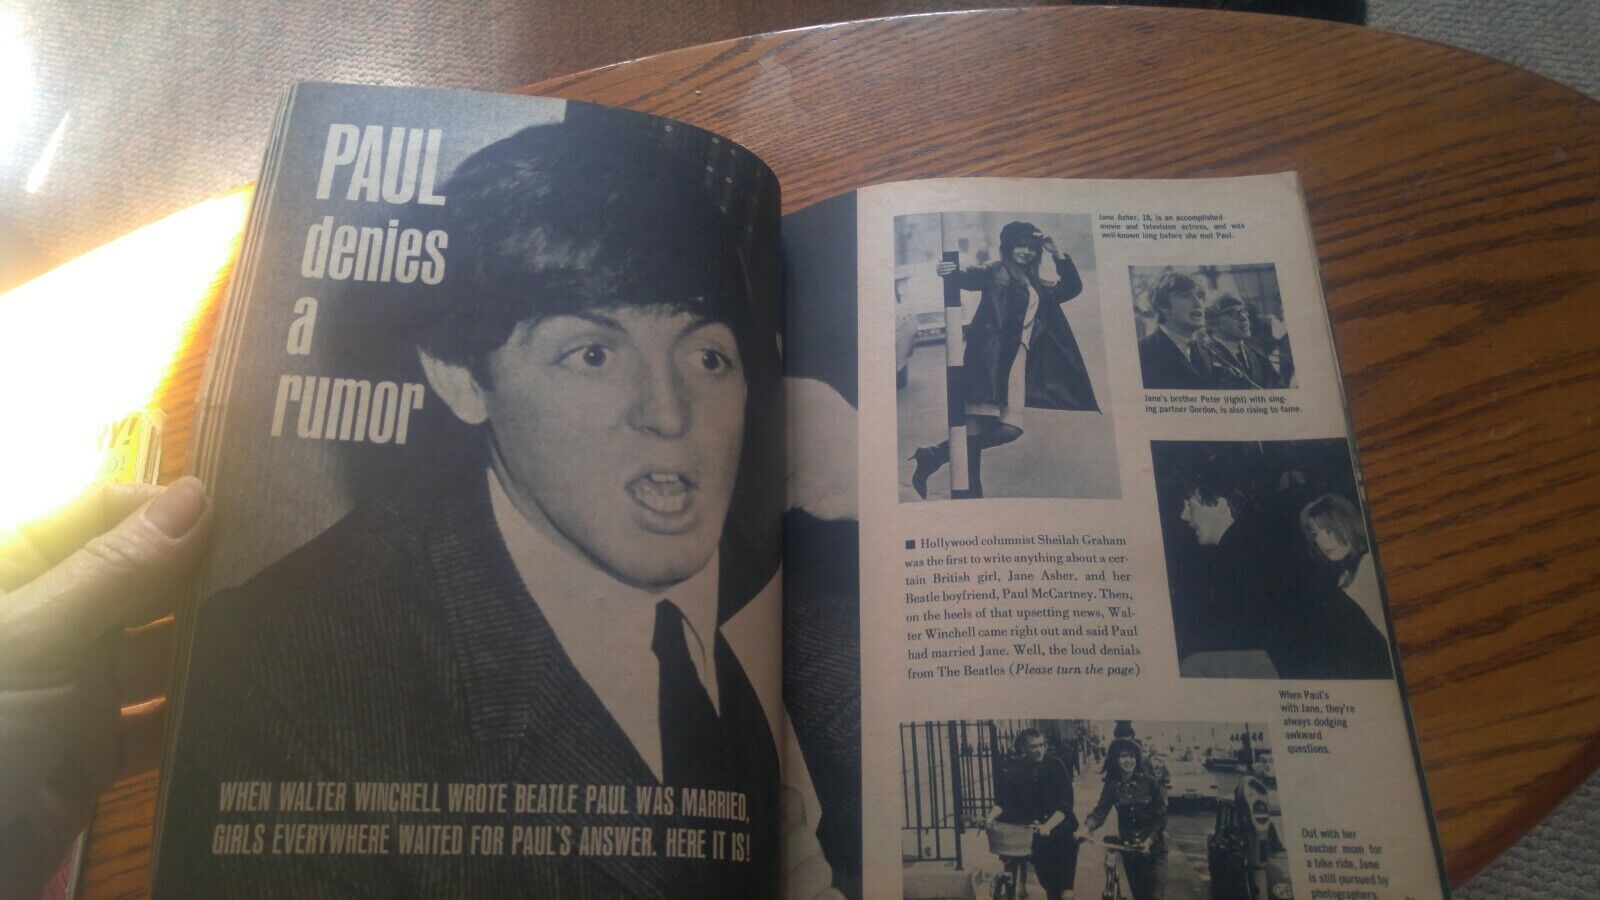 PAUL
denies
a
rumor
WHEN WALTER WINCHELL WROTE BEATLE PAUL WAS MARRIED,
GIRLS EVERYWHERE WAITED FOR PAUL'S ANSWER. HERE IT IS!
Jane Asher, 18, is an accomplished
movie and television actress, and was
well-known long before she met Paul.
Jane's brother Peter (right) with sing-
ing partner Gordon, is also rising to fame.
■ Hollywood columnist Sheilah Graham
was the first to write anything about a cer-
tain British girl, Jane Asher, and her
Beatle boyfriend, Paul McCartney. Then,
on the heels of that upsetting news, Wal-
ter Winchell came right out and said Paul
had married Jane. Well, the loud denials
from The Beatles (Please turn the page)
When Paul's
with Jane, they're
always dodging
awkward
questions.
Out with her
teacher mom for
a bike ride, Jane
is still pursued by
photographers.
RY!
D!